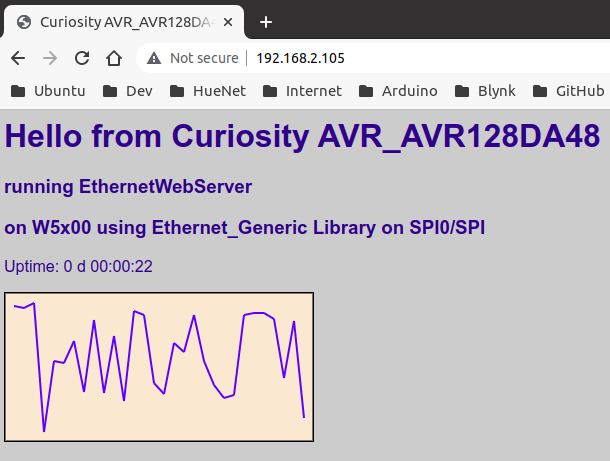 Curiosity AVR_AVR128DA4
Not secure
192.168.2.105
Ubuntu Dev HueNet Internet Arduino Blynk GitHub
Hello from Curiosity AVR_AVR128DA48
running EthernetWebServer
on W5x00 using Ethernet_Generic Library on SPI0/SPI
Uptime: 0 d 00:00:22